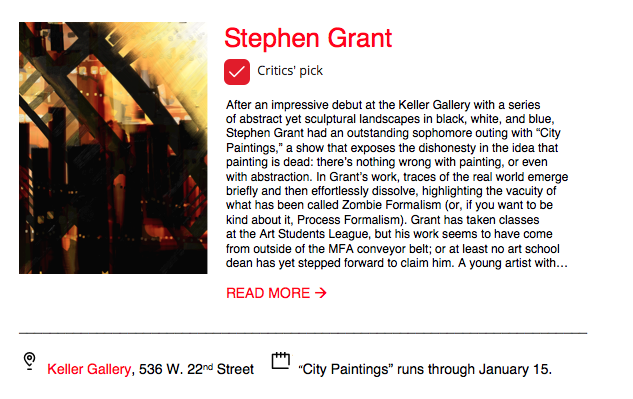 Stephen Grant
Critics' pick
After an impressive debut at the Keller Gallery with a series
of abstract yet sculptural landscapes in black, white, and blue,
Stephen Grant had an outstanding sophomore outing with “City
Paintings,” a show that exposes the dishonesty in the idea that
painting is dead: there's nothing wrong with painting, or even
with abstraction. In Grant's work, traces of the real world emerge
briefly and then effortlessly dissolve, highlighting the vacuity of
what has been called Zombie Formalism (or, if you want to be
kind about it, Process Formalism). Grant has taken classes
at the Art Students League, but his work seems to have come
from outside of the MFA conveyor belt; or at least no art school
dean has yet stepped forward to claim him. A young artist with…
READ MORE →
Keller Gallery, 536 W. 22nd Street
“City Paintings” runs through January 15.